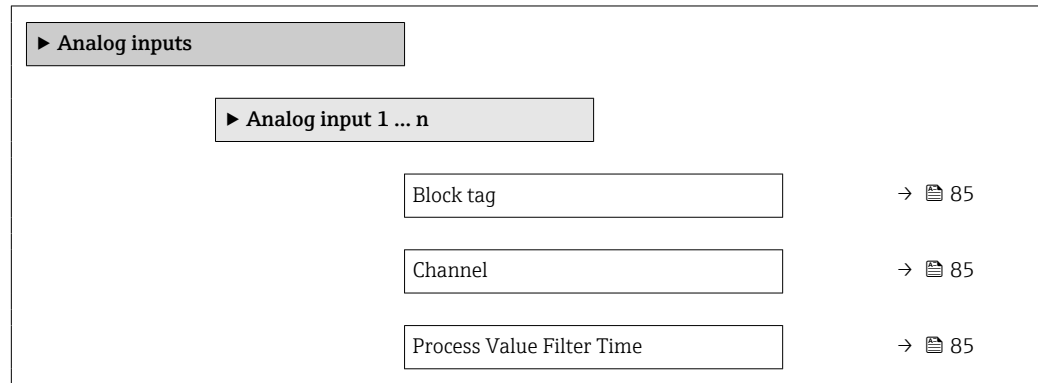 ▶ Analog inputs
▶ Analog input 1 ... n
Block tag → 85
Channel → 85
Process Value Filter Time → 85